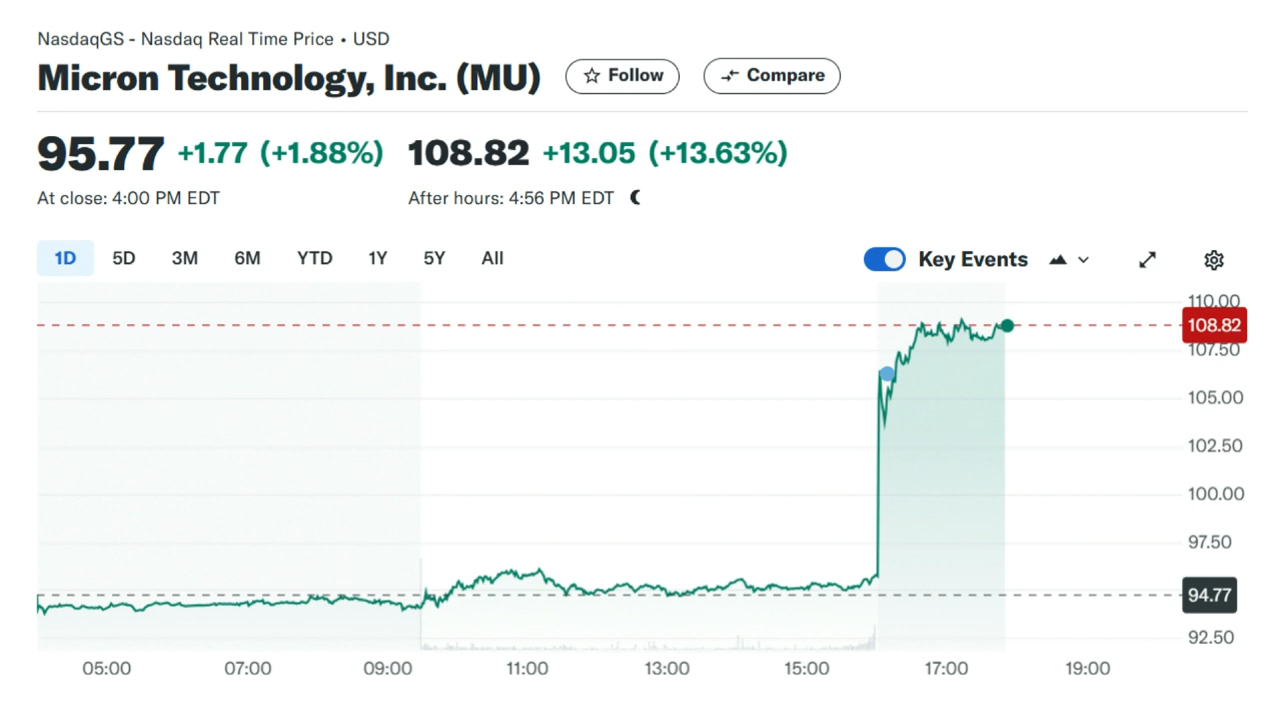 NasdaqGS - Nasdaq Real Time Price • USD
Micron Technology, Inc. (MU) Follow Compare
95.77 +1.77 (+1.88%) 108.82 +13.05 (+13.63%)
At close: 4:00 PM EDT After hours: 4:56 PM EDT
1D 5D 3M 6M YTD 1Y 5Y All Key Events
110.00
108.82
107.50
105.00
102.50
100.00
97.50
94.77
92.50
05:00 07:00 09:00 11:00 13:00 15:00 17:00 19:00